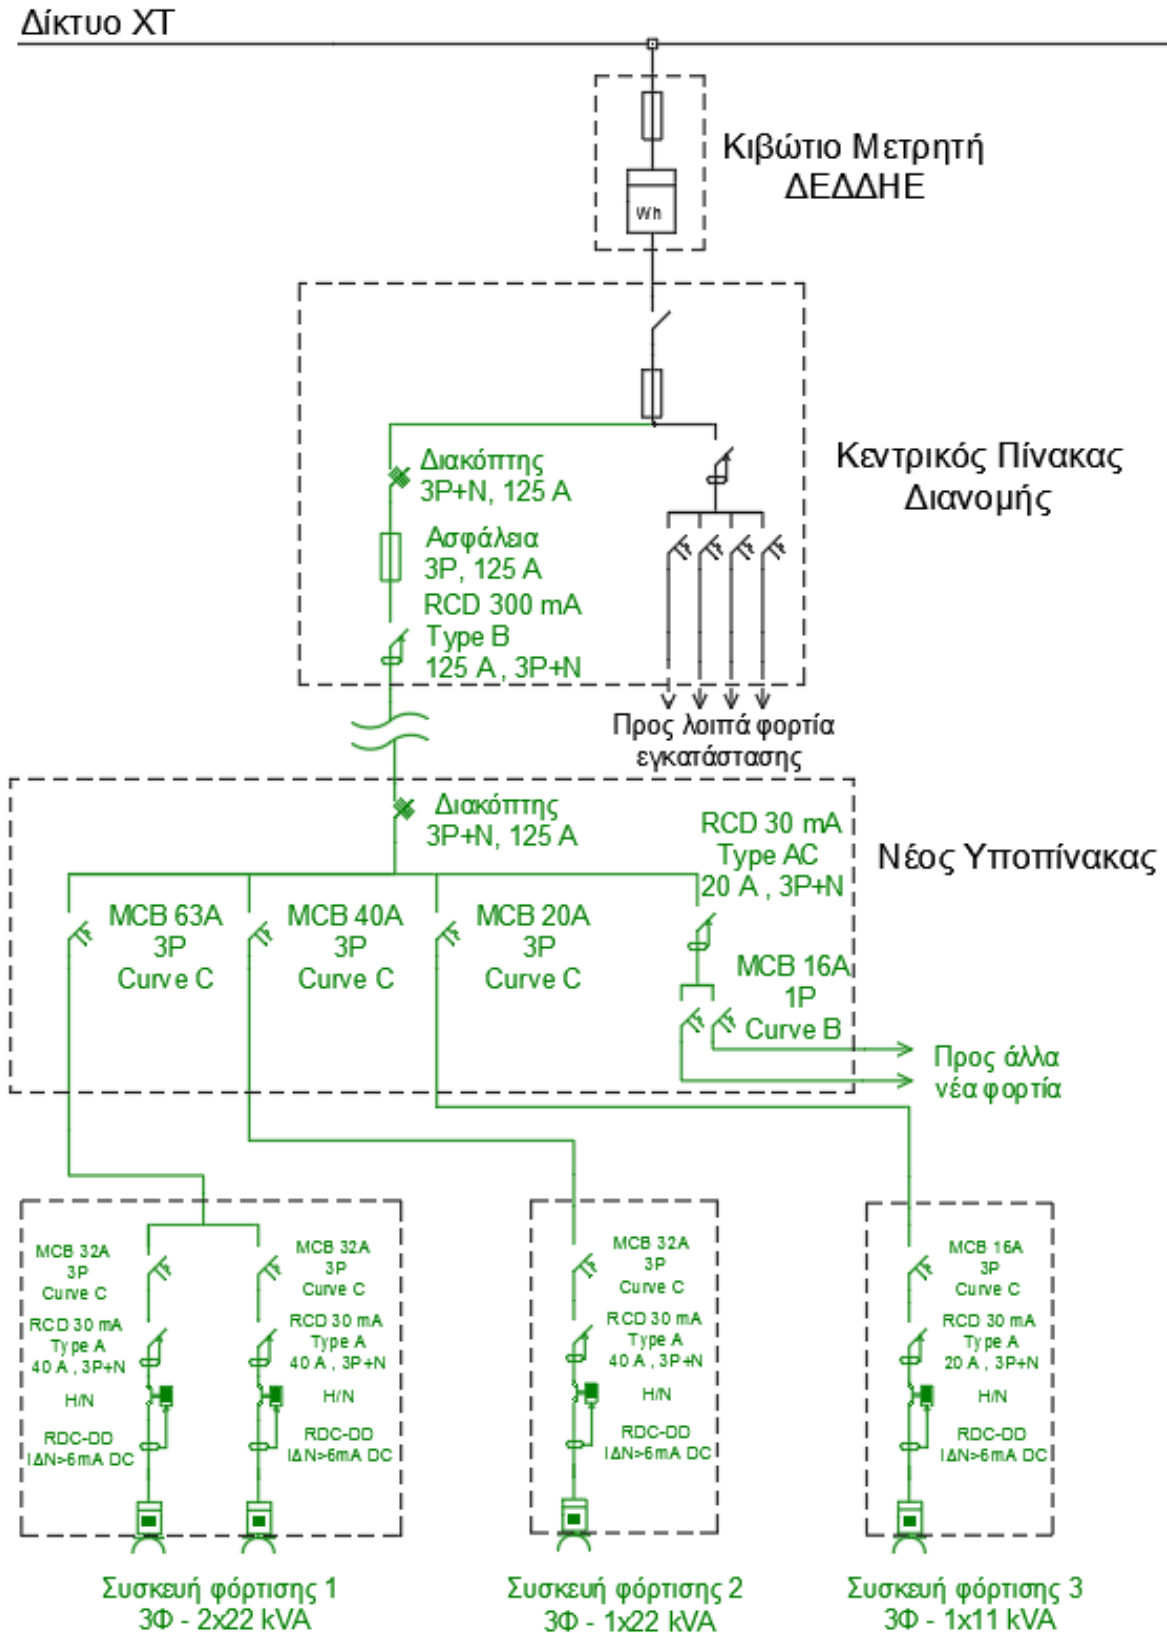 Δίκτυο ΧΤ
Κιβώτιο Μετρητή
ΔΕΔΔΗΕ
Wh
Κεντρικός Πίνακας
Διανομής
Διακόπτης
3P+N, 125 A
Ασφάλεια
3P, 125 A
RCD 300 mA
Type B
125 A , 3P+N
Προς λοιπά φορτία
εγκατάστασης
Διακόπτης
3P+N, 125 A
RCD 30 mA
Type AC
20 A , 3P+N
Νέος Υποπίνακας
MCB 63A
3P
Curve C
MCB 40A
3P
Curve C
MCB 20A
3P
Curve C
MCB 16A
1P
Curve B
Προς άλλα
νέα φορτία
MCB 32A
3P
Curve C
RCD 30 mA
Type A
40 A , 3P+N
H/N
RDC-DD
IΔN>6mA DC
MCB 32A
3P
Curve C
RCD 30 mA
Type A
40 A , 3P+N
H/N
RDC-DD
IΔN>6mA DC
MCB 32A
3P
Curve C
RCD 30 mA
Type A
40 A , 3P+N
H/N
RDC-DD
IΔN>6mA DC
MCB 16A
3P
Curve C
RCD 30 mA
Type A
20 A , 3P+N
H/N
RDC-DD
IΔN>6mA DC
Συσκευή φόρτισης 1
3Φ - 2x22 kVA
Συσκευή φόρτισης 2
3Φ - 1x22 kVA
Συσκευή φόρτισης 3
3Φ - 1x11 kVA